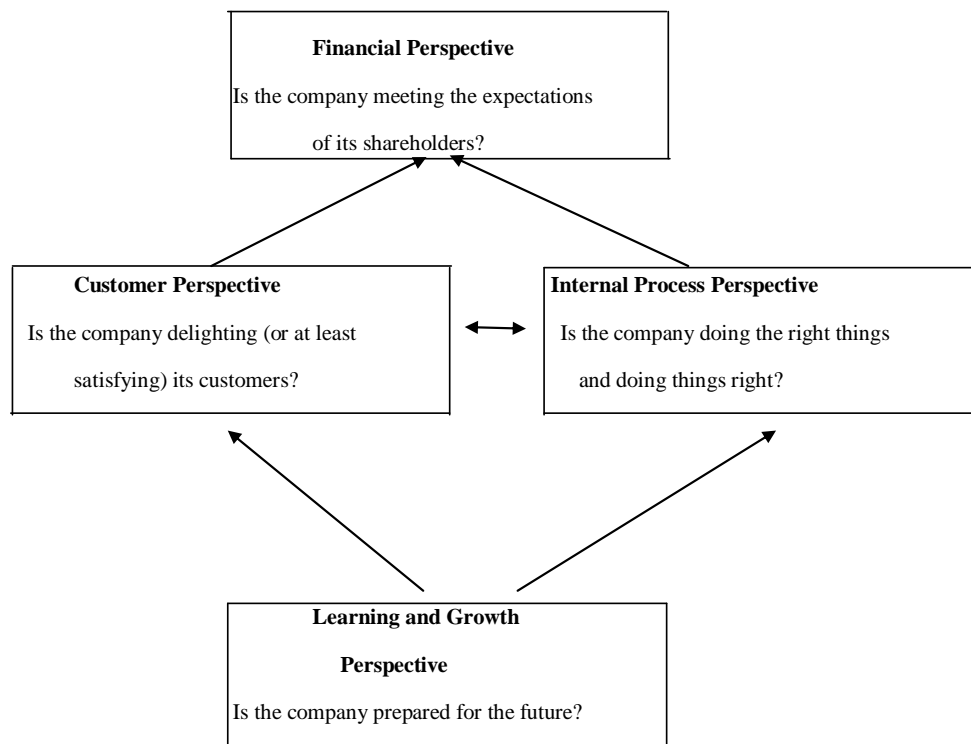 Financial Perspective
Is the company meeting the expectations
of its shareholders?
Customer Perspective
Is the company delighting (or at least
satisfying) its customers?
Internal Process Perspective
Is the company doing the right things
and doing things right?
Learning and Growth
Perspective
Is the company prepared for the future?